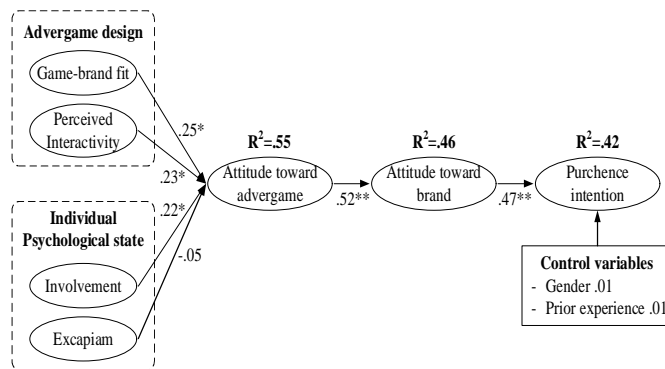 Advergame design
Game-brand fit
Perceived
Interactivity
.25*
.23*
.22*
-.05
Individual
Psychological state
Involvement
Excapiam
R²=.55
Attitude toward
advergame
.52**
R²=.46
Attitude toward
brand
.47**
R²=.42
Purchence
intention
Control variables
- Gender .01
- Prior experience .01